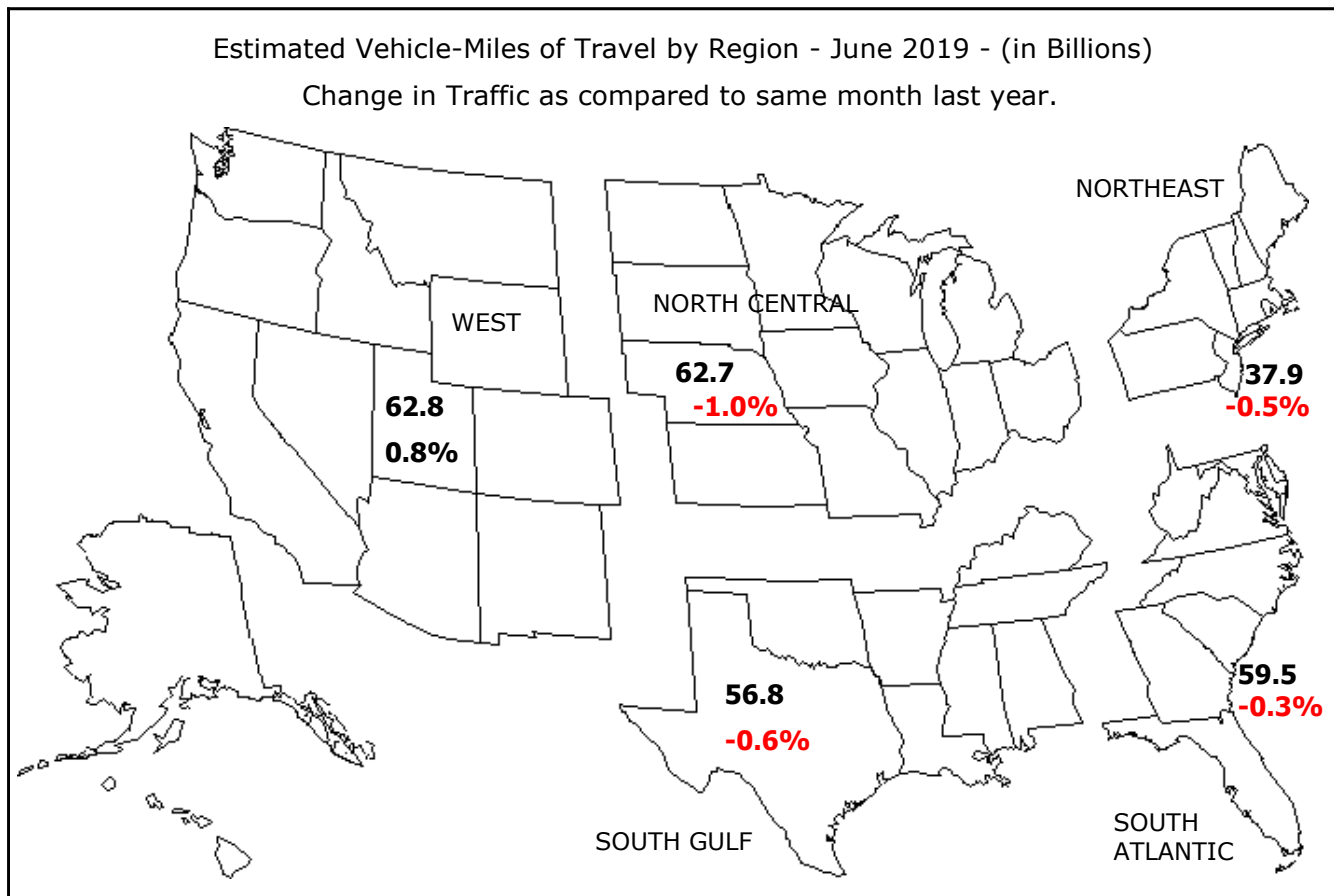 Estimated Vehicle-Miles of Travel by Region - June 2019 - (in Billions)
Change in Traffic as compared to same month last year.
NORTHEAST
37.9
-0.5%
NORTH CENTRAL
62.7
-1.0%
WEST
62.8
0.8%
56.8
-0.6%
SOUTH GULF
59.5
-0.3%
SOUTH
ATLANTIC